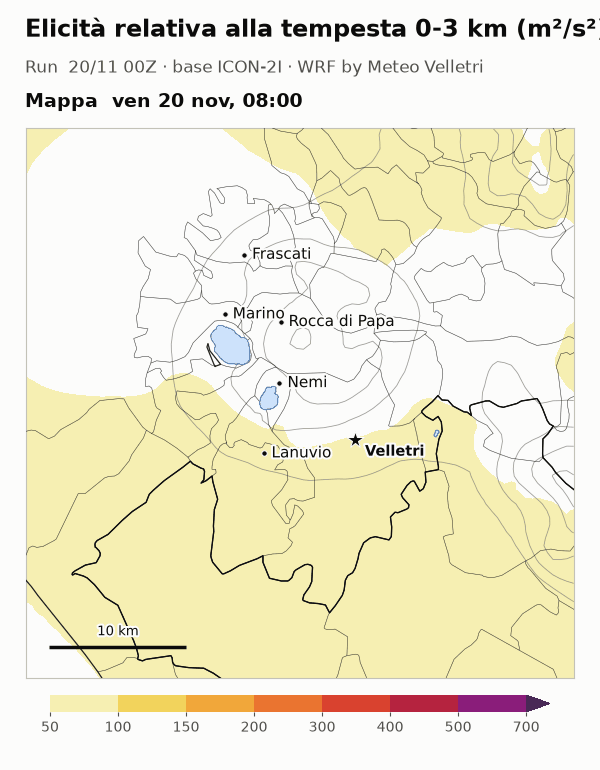 Elicità relativa alla tempesta 0-3 km (m²/s²)
Run  20/11 00Z · base ICON-2I · WRF by Meteo Velletri
Mappa  ven 20 nov, 08:00
Frascati
Marino
Rocca di Papa
Nemi
Velletri
Lanuvio
10 km
50 100 150 200 300 400 500 700